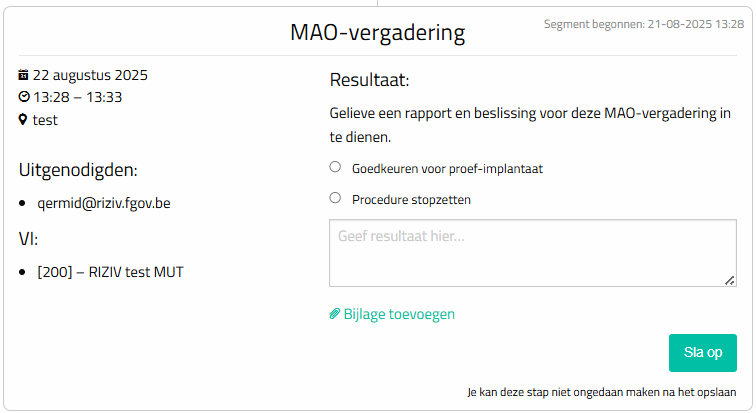 MAO-vergadering
Segment begonnen: 21-08-2025 13:28
22 augustus 2025
13:28 – 13:33
test
Uitgenodigden:
qermid@riziv.fgov.be
VI:
[200] – RIZIV test MUT
Resultaat:
Gelieve een rapport en beslissing voor deze MAO-vergadering in
te dienen.
Goedkeuren voor proef-implantaat
Procedure stopzetten
Geef resultaat hier...
Bijlage toevoegen
Sla op
Je kan deze stap niet ongedaan maken na het opslaan